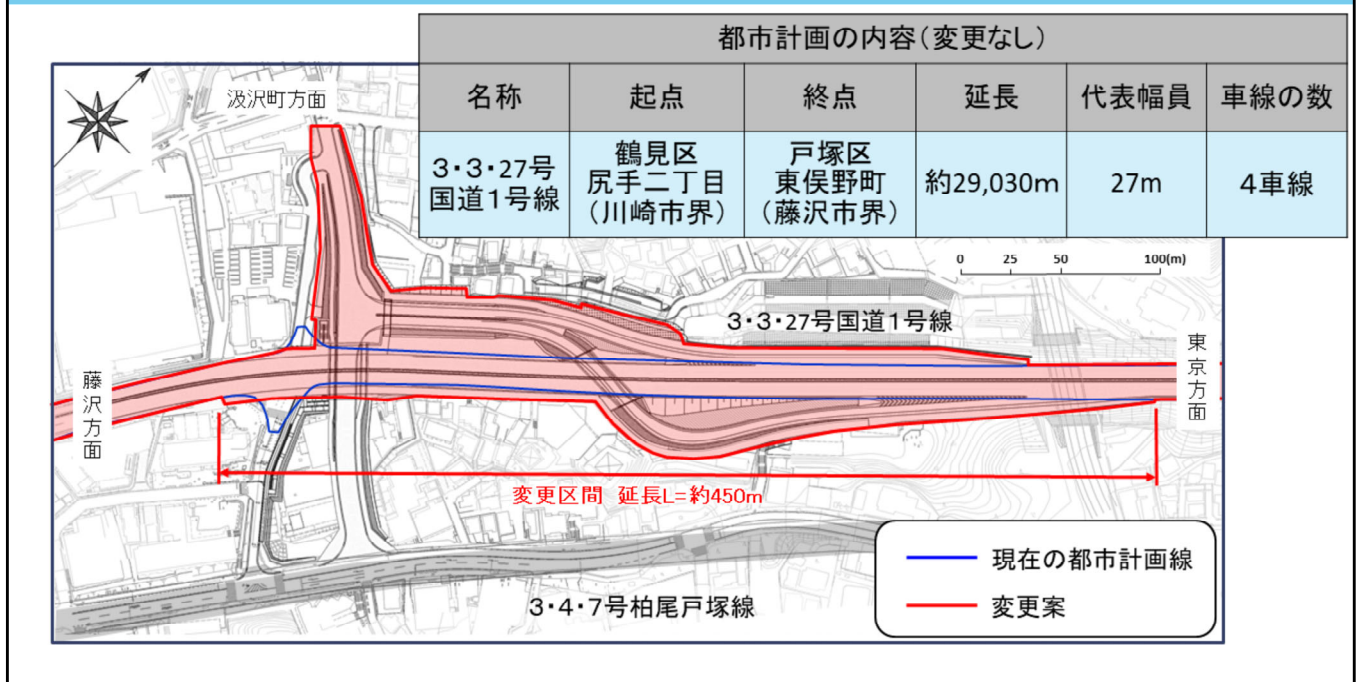 都市計画の内容(変更なし)
名称 起点 終点 延長 代表幅員 車線の数
3・3・27号
国道1号線
鶴見区
尻手二丁目
(川崎市界)
戸塚区
東俣野町
(藤沢市界)
約29,030m
27m
4車線
汲沢町方面
0 25 50 100(m)
3・3・27号国道1号線
東京方面
藤沢方面
変更区間 延長L=約450m
3・4・7号柏尾戸塚線
現在の都市計画線
変更案